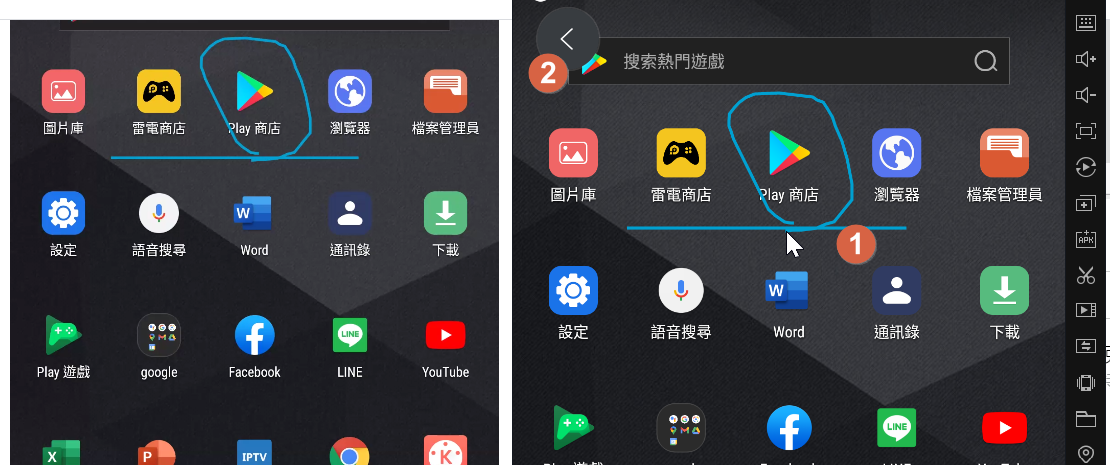 圖片庫
雷電商店
Play 商店
瀏覽器
檔案管理員
設定
語音搜尋
Word
通訊錄
下載
Play 遊戲
google
Facebook
LINE
LINE
YouTube
IPTV
2
搜索熱門遊戲
圖片庫
雷電商店
Play 商店
瀏覽器
檔案管理員
1
設定
語音搜尋
Word
通訊錄
下載
LINE
APK